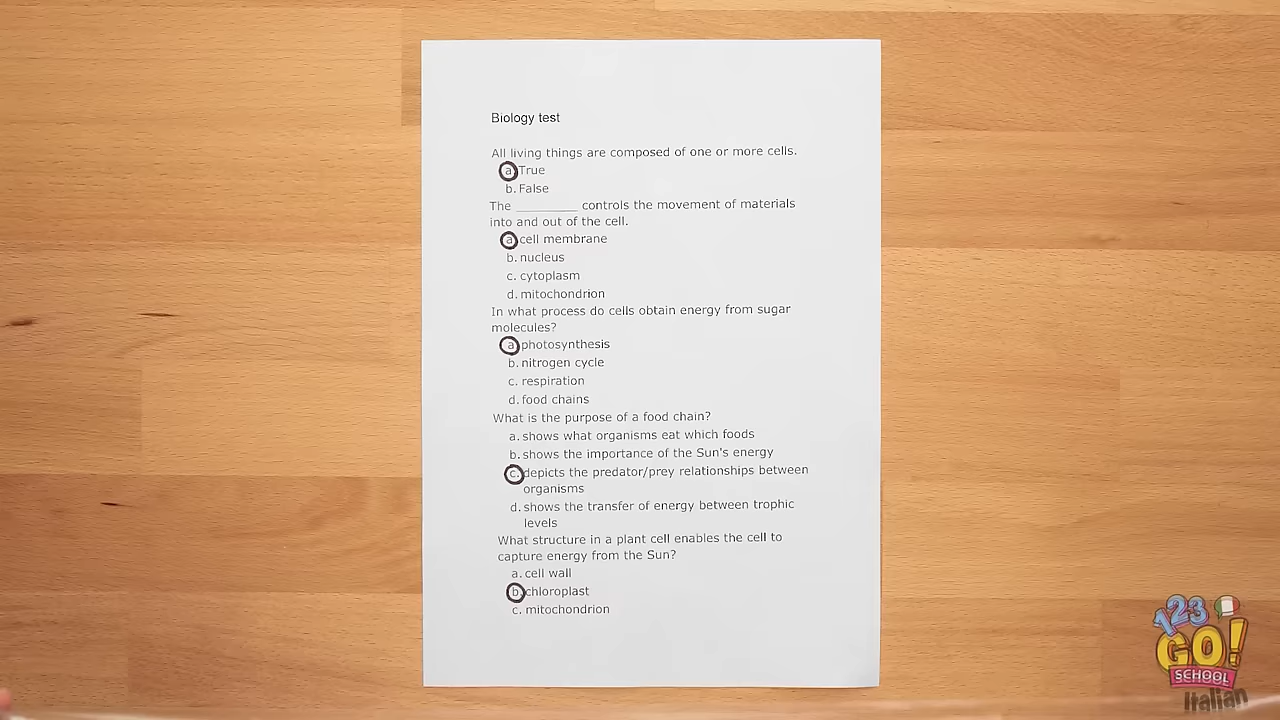 Biology test
All living things are composed of one or more cells.
a. True
b. False
The __________ controls the movement of materials
into and out of the cell.
a. cell membrane
b. nucleus
c. cytoplasm
d. mitochondrion
In what process do cells obtain energy from sugar
molecules?
a. photosynthesis
b. nitrogen cycle
c. respiration
d. food chains
What is the purpose of a food chain?
a. shows what organisms eat which foods
b. shows the importance of the Sun's energy
c. depicts the predator/prey relationships between
organisms
d. shows the transfer of energy between trophic
levels
What structure in a plant cell enables the cell to
capture energy from the Sun?
a. cell wall
b. chloroplast
c. mitochondrion
123
GO!
SCHOOL
Italian